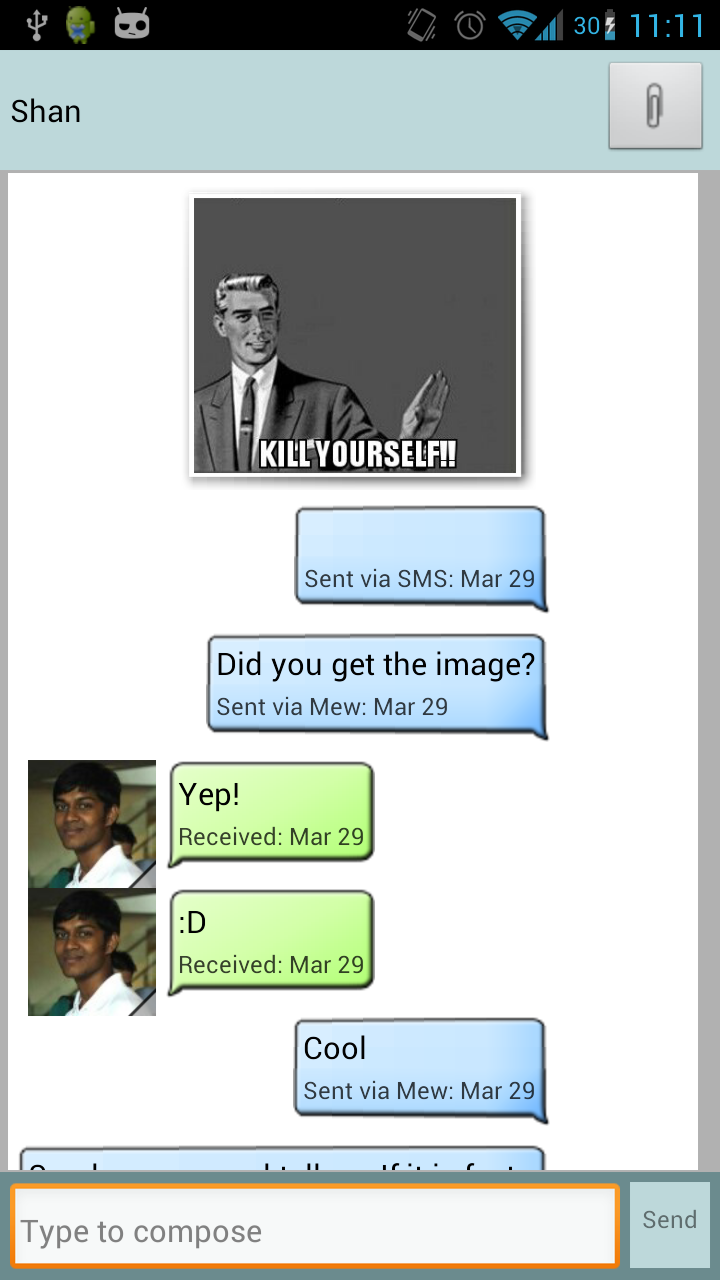 30 11:11
Shan
KILL YOURSELF!!
Sent via SMS: Mar 29
Did you get the image?
Sent via Mew: Mar 29
Yep!
Received: Mar 29
:D
Received: Mar 29
Cool
Sent via Mew: Mar 29
Type to compose
Send